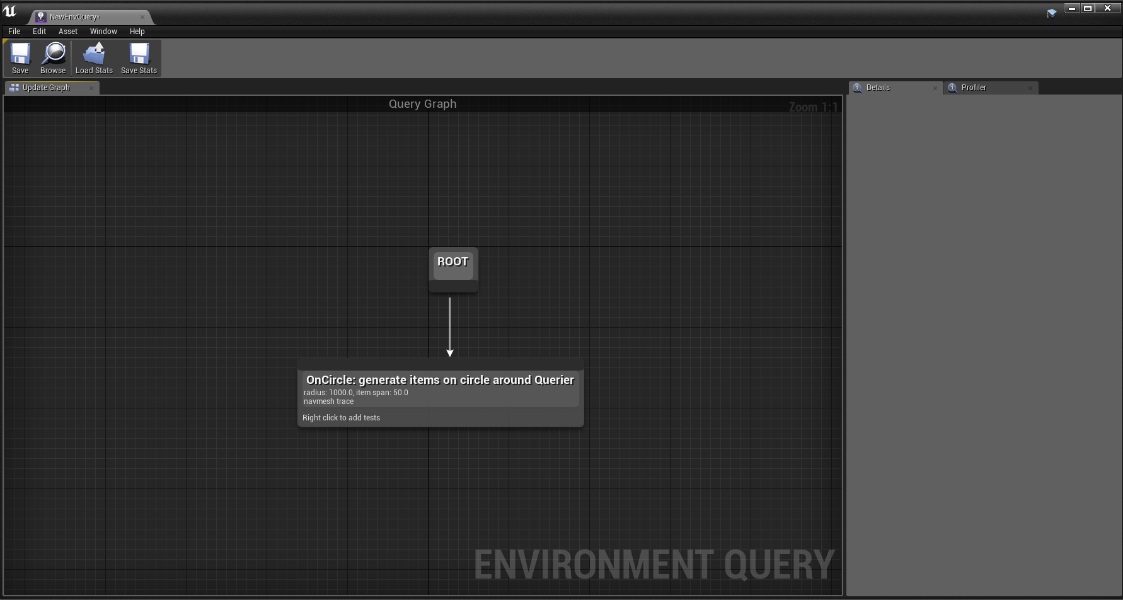 NewEnvQuery*
File Edit Asset Window Help
Save Browse Load Stats Save Stats
Update Graph
Details
Profiler
Query Graph
Zoom 1:1
ROOT
OnCircle: generate items on circle around Querier
radius: 1000.0, item span: 50.0
navmesh trace
Right click to add tests
ENVIRONMENT QUERY